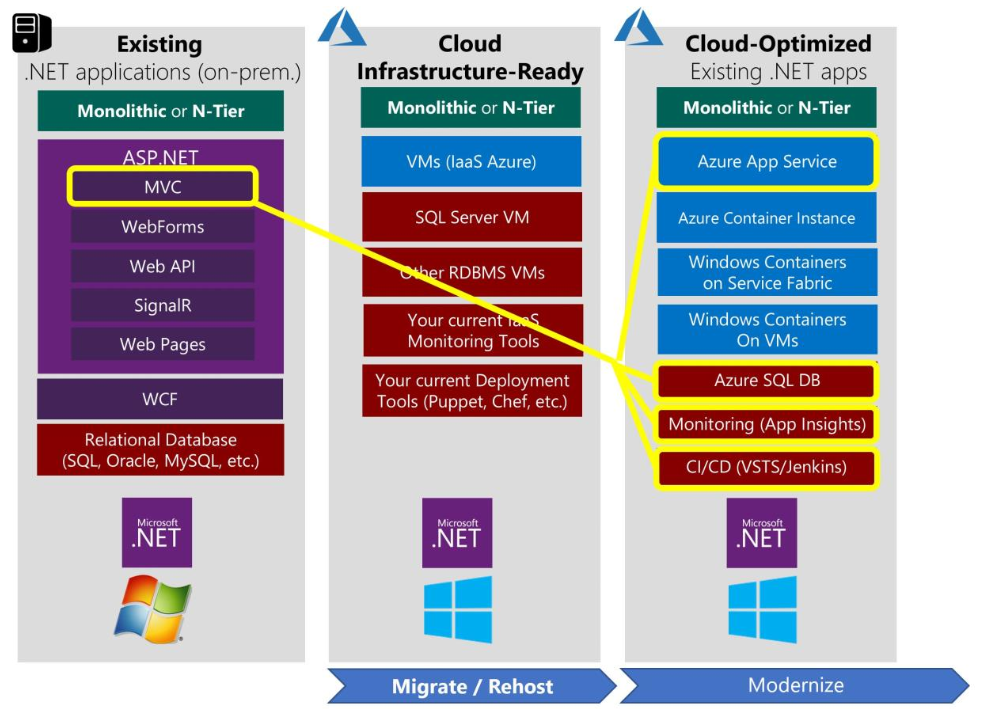 Existing
.NET applications (on-prem.)
Monolithic or N-Tier
ASP.NET
MVC
WebForms
Web API
SignalR
Web Pages
WCF
Relational Database
(SQL, Oracle, MySQL, etc.)
Microsoft
.NET
Cloud
Infrastructure-Ready
Monolithic or N-Tier
VMs (IaaS Azure)
SQL Server VM
Other RDBMS VMs
Your current IaaS
Monitoring Tools
Your current Deployment
Tools (Puppet, Chef, etc.)
Microsoft
.NET
Cloud-Optimized
Existing .NET apps
Monolithic or N-Tier
Azure App Service
Azure Container Instance
Windows Containers
on Service Fabric
Windows Containers
On VMs
Azure SQL DB
Monitoring (App Insights)
CI/CD (VSTS/Jenkins)
Microsoft
.NET
Migrate / Rehost
Modernize